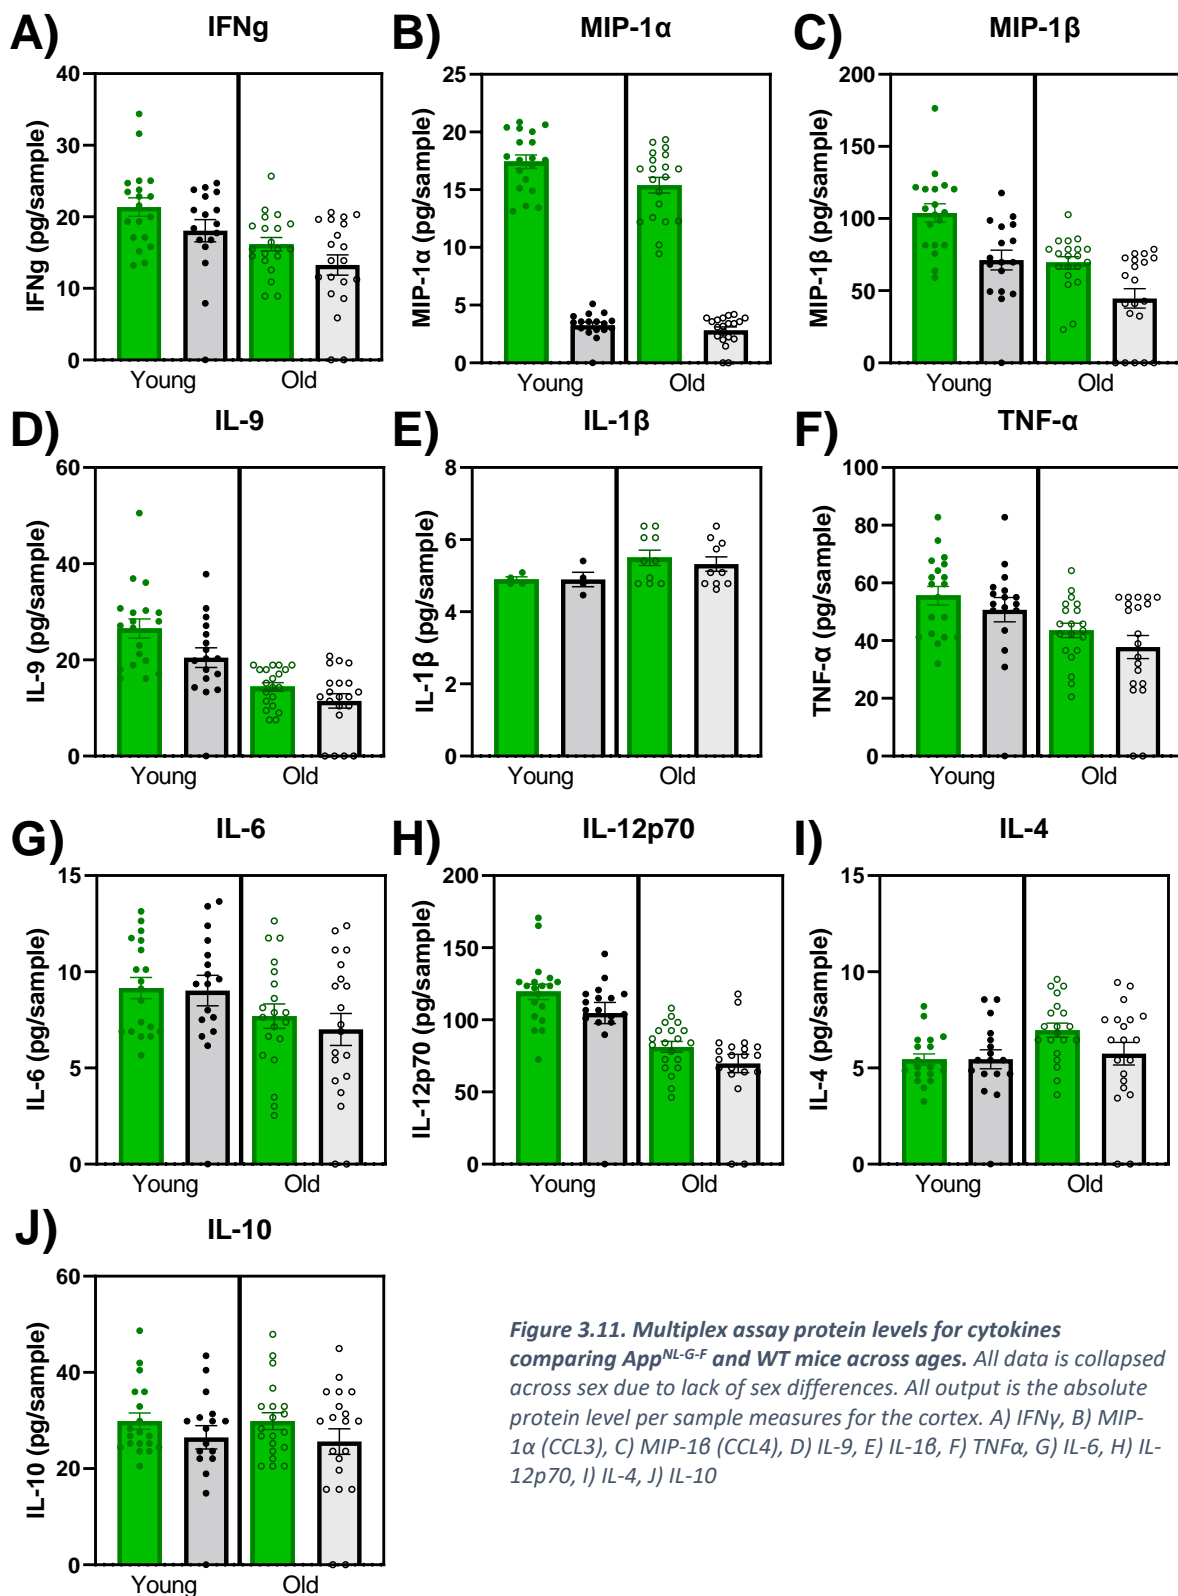 A)
IFNg
IFNg (pg/sample)
40
30
20
10
0
Young
Old
B)
MIP-1α
MIP-1α (pg/sample)
25
20
15
10
5
0
Young
Old
C)
MIP-1β
MIP-1β (pg/sample)
200
150
100
50
0
Young
Old
D)
IL-9
IL-9 (pg/sample)
60
40
20
0
Young
Old
E)
IL-1β
IL-1β (pg/sample)
8
6
4
2
0
Young
Old
F)
TNF-α
TNF-α (pg/sample)
100
80
60
40
20
0
Young
Old
G)
IL-6
IL-6 (pg/sample)
15
10
5
0
Young
Old
H)
IL-12p70
IL-12p70 (pg/sample)
200
150
100
50
0
Young
Old
I)
IL-4
IL-4 (pg/sample)
15
10
5
0
Young
Old
J)
IL-10
IL-10 (pg/sample)
60
40
20
0
Young
Old
Figure 3.11. Multiplex assay protein levels for cytokines
comparing App^NL-G-F and WT mice across ages. All data is collapsed
across sex due to lack of sex differences. All output is the absolute
protein level per sample measures for the cortex. A) IFNγ, B) MIP-
1α (CCL3), C) MIP-1β (CCL4), D) IL-9, E) IL-1β, F) TNFα, G) IL-6, H) IL-
12p70, I) IL-4, J) IL-10